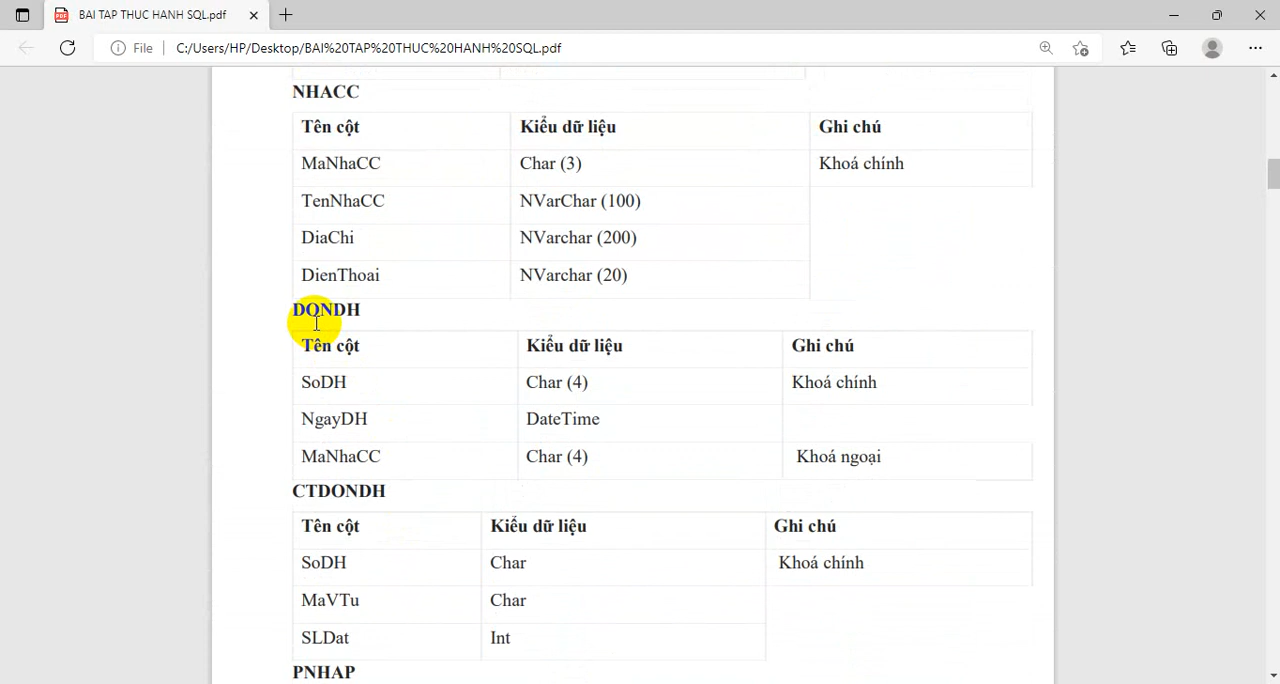 BAI TAP THUC HANH SQL.pdf
File
C:/Users/HP/Desktop/BAI%20TAP%20THUC%20HANH%20SQL.pdf
NHACC
Tên cột Kiểu dữ liệu Ghi chú
MaNhaCC Char (3) Khoá chính
TenNhaCC NVarChar (100)
DiaChi NVarchar (200)
DienThoai NVarchar (20)
DONDH
Tên cột Kiểu dữ liệu Ghi chú
SoDH Char (4) Khoá chính
NgayDH DateTime
MaNhaCC Char (4) Khoá ngoại
CTDONDH
Tên cột Kiểu dữ liệu Ghi chú
SoDH Char Khoá chính
MaVTu Char
SLDat Int
PNHAP